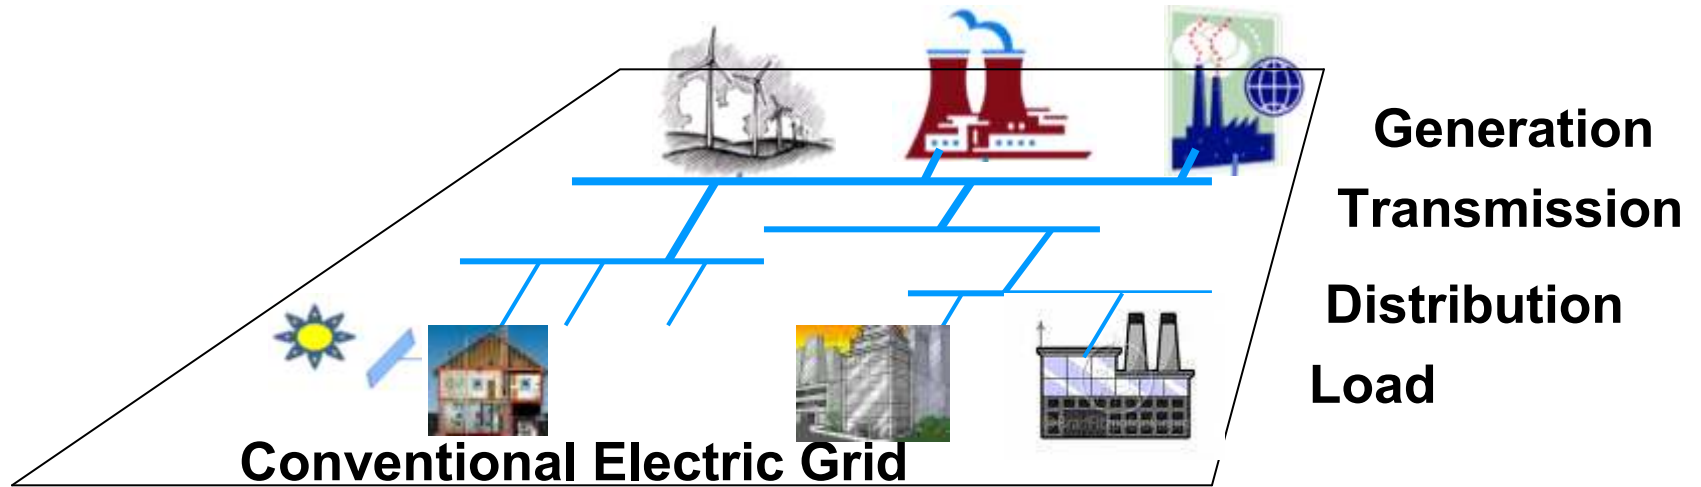 Generation
Transmission
Distribution
Load
Conventional Electric Grid